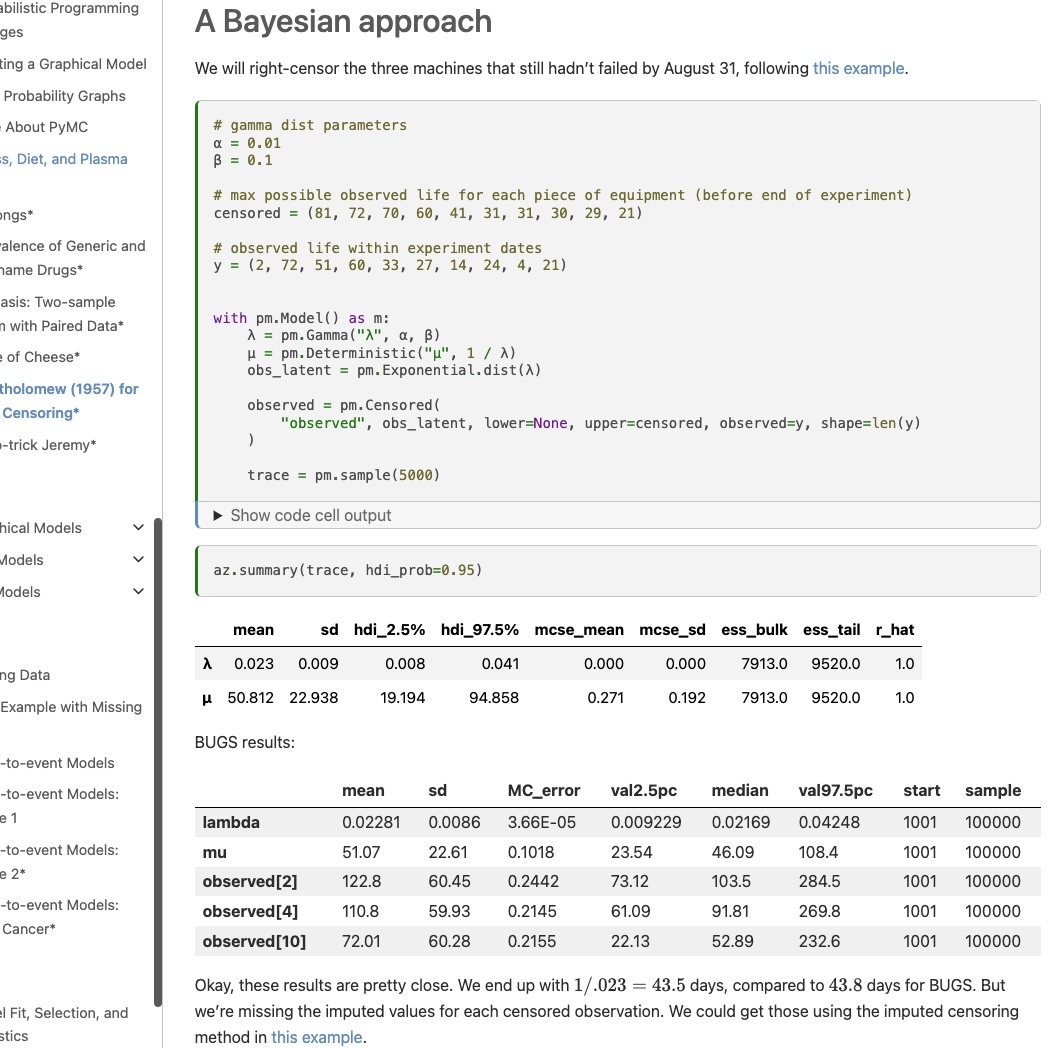 abilistic Programming
ges
ting a Graphical Model
Probability Graphs
About PyMC
ss, Diet, and Plasma
ongs*
valence of Generic and
name Drugs*
asis: Two-sample
m with Paired Data*
e of Cheese*
tholomew (1957) for
Censoring*
o-trick Jeremy*
hical Models
Models
Models
ng Data
Example with Missing
-to-event Models
-to-event Models:
e 1
-to-event Models:
e 2*
-to-event Models:
Cancer*
el Fit, Selection, and
stics
A Bayesian approach
We will right-censor the three machines that still hadn’t failed by August 31, following this example.
# gamma dist parameters
α = 0.01
β = 0.1
# max possible observed life for each piece of equipment (before end of experiment)
censored = (81, 72, 70, 60, 41, 31, 31, 30, 29, 21)
# observed life within experiment dates
y = (2, 72, 51, 60, 33, 27, 14, 24, 4, 21)
with pm.Model() as m:
    λ = pm.Gamma("λ", α, β)
    μ = pm.Deterministic("μ", 1 / λ)
    obs_latent = pm.Exponential.dist(λ)
    observed = pm.Censored(
        "observed", obs_latent, lower=None, upper=censored, observed=y, shape=len(y)
    )
    trace = pm.sample(5000)
▶ Show code cell output
az.summary(trace, hdi_prob=0.95)
mean sd hdi_2.5% hdi_97.5% mcse_mean mcse_sd ess_bulk ess_tail r_hat
λ 0.023 0.009 0.008 0.041 0.000 0.000 7913.0 9520.0 1.0
μ 50.812 22.938 19.194 94.858 0.271 0.192 7913.0 9520.0 1.0
BUGS results:
mean sd MC_error val2.5pc median val97.5pc start sample
lambda 0.02281 0.0086 3.66E-05 0.009229 0.02169 0.04248 1001 100000
mu 51.07 22.61 0.1018 23.54 46.09 108.4 1001 100000
observed[2] 122.8 60.45 0.2442 73.12 103.5 284.5 1001 100000
observed[4] 110.8 59.93 0.2145 61.09 91.81 269.8 1001 100000
observed[10] 72.01 60.28 0.2155 22.13 52.89 232.6 1001 100000
Okay, these results are pretty close. We end up with 1/.023 = 43.5 days, compared to 43.8 days for BUGS. But
we’re missing the imputed values for each censored observation. We could get those using the imputed censoring
method in this example.